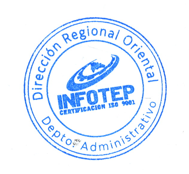 Dirección Regional Oriental
INFOTEP
CERTIFICACION ISO 9001
Depto. Administrativo